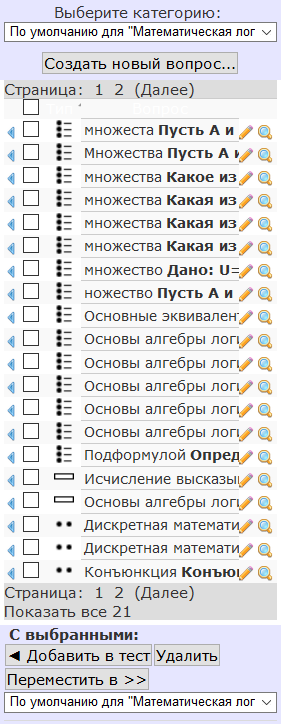 Выберите категорию:
По умолчанию для "Математическая лог
Создать новый вопрос...
Страница: 1 2 (Далее)
множеста Пусть А и
Множества Пусть А и
множества Какое из
множества Какая из
множества Какая из
множества Какая из
множество Дано: U=
ножество Пусть А и
Основные эквивален
Основы алгебры логи
Основы алгебры логи
Основы алгебры логи
Основы алгебры логи
Основы алгебры логи
Подформулой Опред
Исчисление высказы
Основы алгебры логи
Дискретная математи
Дискретная математи
Конъюнкция Конъю
Страница: 1 2 (Далее)
Показать все 21
С выбранными:
◄ Добавить в тест Удалить
Переместить в >>
По умолчанию для "Математическая лог